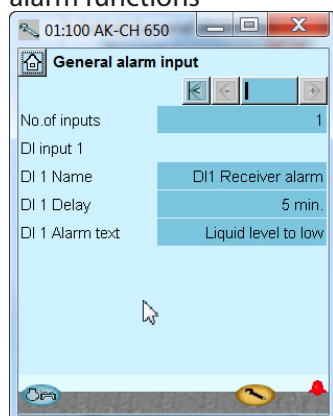 alarm functions
01:100 AK-CH 650
General alarm input
No.of inputs 1
DI input 1
DI 1 Name DI1 Receiver alarm
DI 1 Delay 5 min.
DI 1 Alarm text Liquid level to low